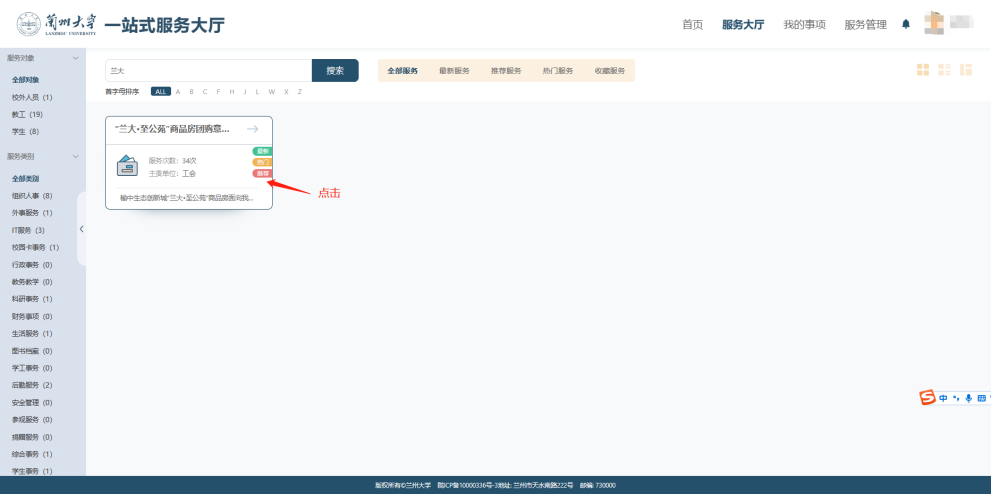 兰州大学
LANZHOU UNIVERSITY
一站式服务大厅
首页 服务大厅 我的事项 服务管理
服务对象
全部对象
校外人员 (1)
教工 (19)
学生 (8)
服务类别
全部类别
组织人事 (8)
外事服务 (1)
IT服务 (3)
校园卡事务 (1)
行政事务 (0)
教务教学 (0)
科研事务 (1)
财务事项 (0)
生活服务 (1)
图书档案 (0)
学工事务 (0)
后勤服务 (2)
安全管理 (0)
参观服务 (0)
捐赠服务 (0)
综合事务 (1)
学生事务 (1)
兰大 搜索
全部服务 最新服务 推荐服务 热门服务 收藏服务
首字母排序 ALL A B C F H J L W X Z
“兰大·至公苑”商品房团购意...
服务次数: 34次
主责单位: 工会
最新
热门
推荐
榆中生态创新城“兰大·至公苑”商品房面向我...
点击
中
版权所有©兰州大学 陇ICP备10000336号-3 地址: 兰州市天水南路222号 邮编: 730000